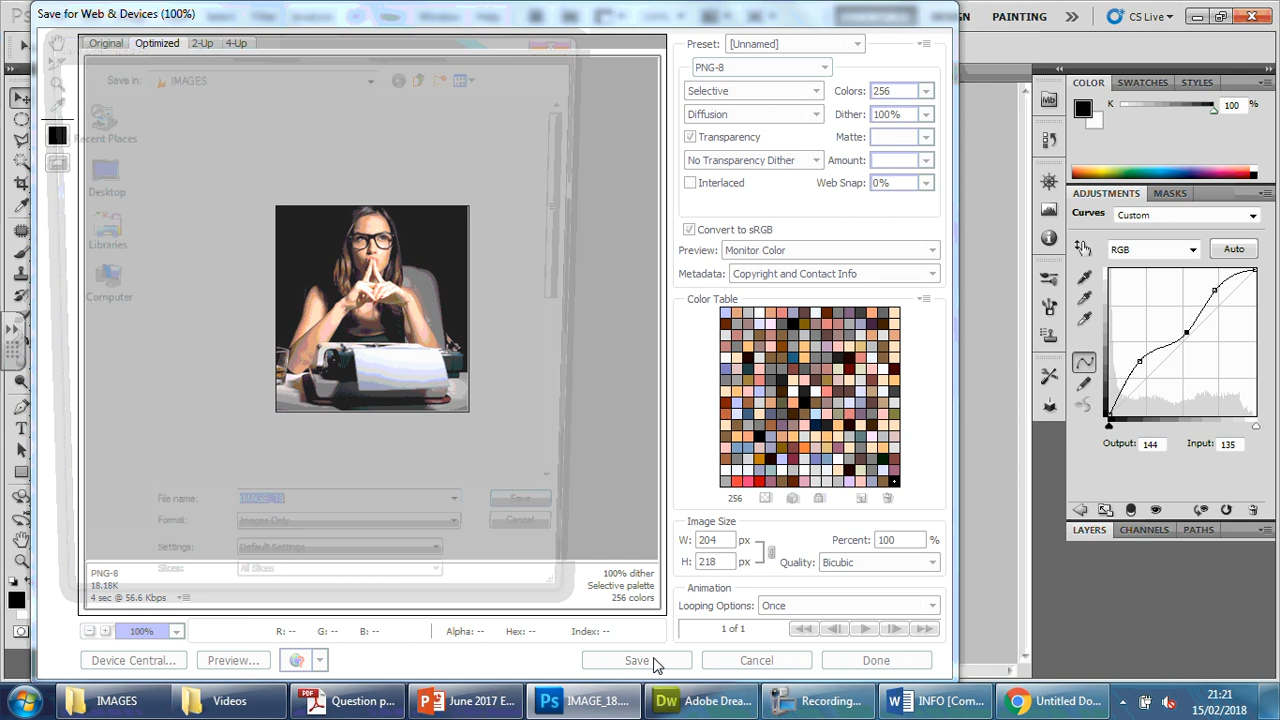 Save for Web & Devices (100%)
PAINTING
CS Live
Original Optimized 2-Up 4-Up
Save in: IMAGES
Recent Places
Desktop
Libraries
Computer
File name: IMAGE_18
Save
Format: Images Only
Cancel
Settings: Default Settings
Slices: All Slices
PNG-8
18.18K
4 sec @ 56.6 Kbps
100% dither
Selective palette
256 colors
100%
R: --
G: --
B: --
Alpha: --
Hex: --
Index: --
Device Central...
Preview...
Save
Cancel
Done
Preset: [Unnamed]
PNG-8
Selective
Colors: 256
Diffusion
Dither: 100%
Transparency
Matte:
No Transparency Dither
Amount:
Interlaced
Web Snap: 0%
Convert to sRGB
Preview: Monitor Color
Metadata: Copyright and Contact Info
Color Table
256
Image Size
W: 204 px
Percent: 100 %
H: 218 px
Quality: Bicubic
Animation
Looping Options: Once
1 of 1
COLOR SWATCHES STYLES
K 100 %
ADJUSTMENTS MASKS
Curves Custom
RGB Auto
Output: 144 Input: 135
LAYERS CHANNELS PATHS
Mb
IMAGES
Videos
Question p...
June 2017 E...
Ps IMAGE_18....
Dw Adobe Drea...
Recording...
INFO [Com...
Untitled Do...
21:21
15/02/2018